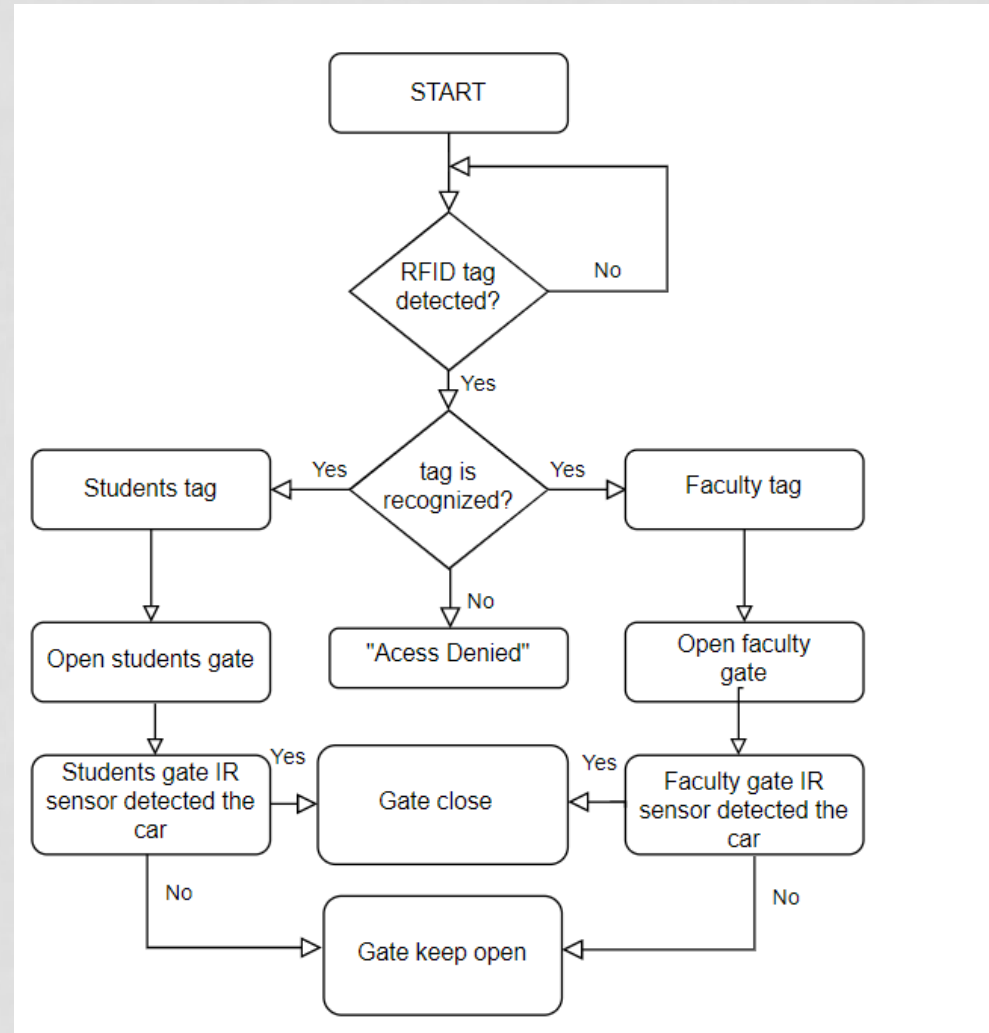 START
RFID tag
detected?
No
Yes
Students tag
Yes
tag is
recognized?
Yes
Faculty tag
No
Open students gate
"Acess Denied"
Open faculty
gate
Students gate IR
sensor detected the
car
Yes
Gate close
Yes
Faculty gate IR
sensor detected the
car
No
Gate keep open
No